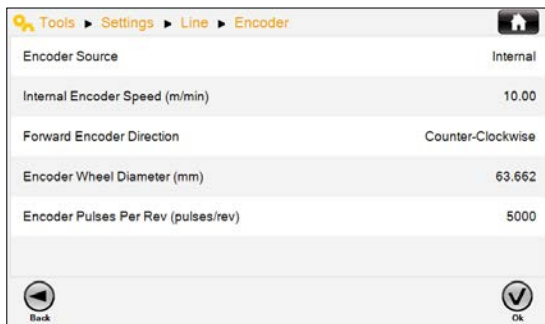 Tools ▶ Settings ▶ Line ▶ Encoder
Encoder Source Internal
Internal Encoder Speed (m/min) 10.00
Forward Encoder Direction Counter-Clockwise
Encoder Wheel Diameter (mm) 63.662
Encoder Pulses Per Rev (pulses/rev) 5000
Back Ok